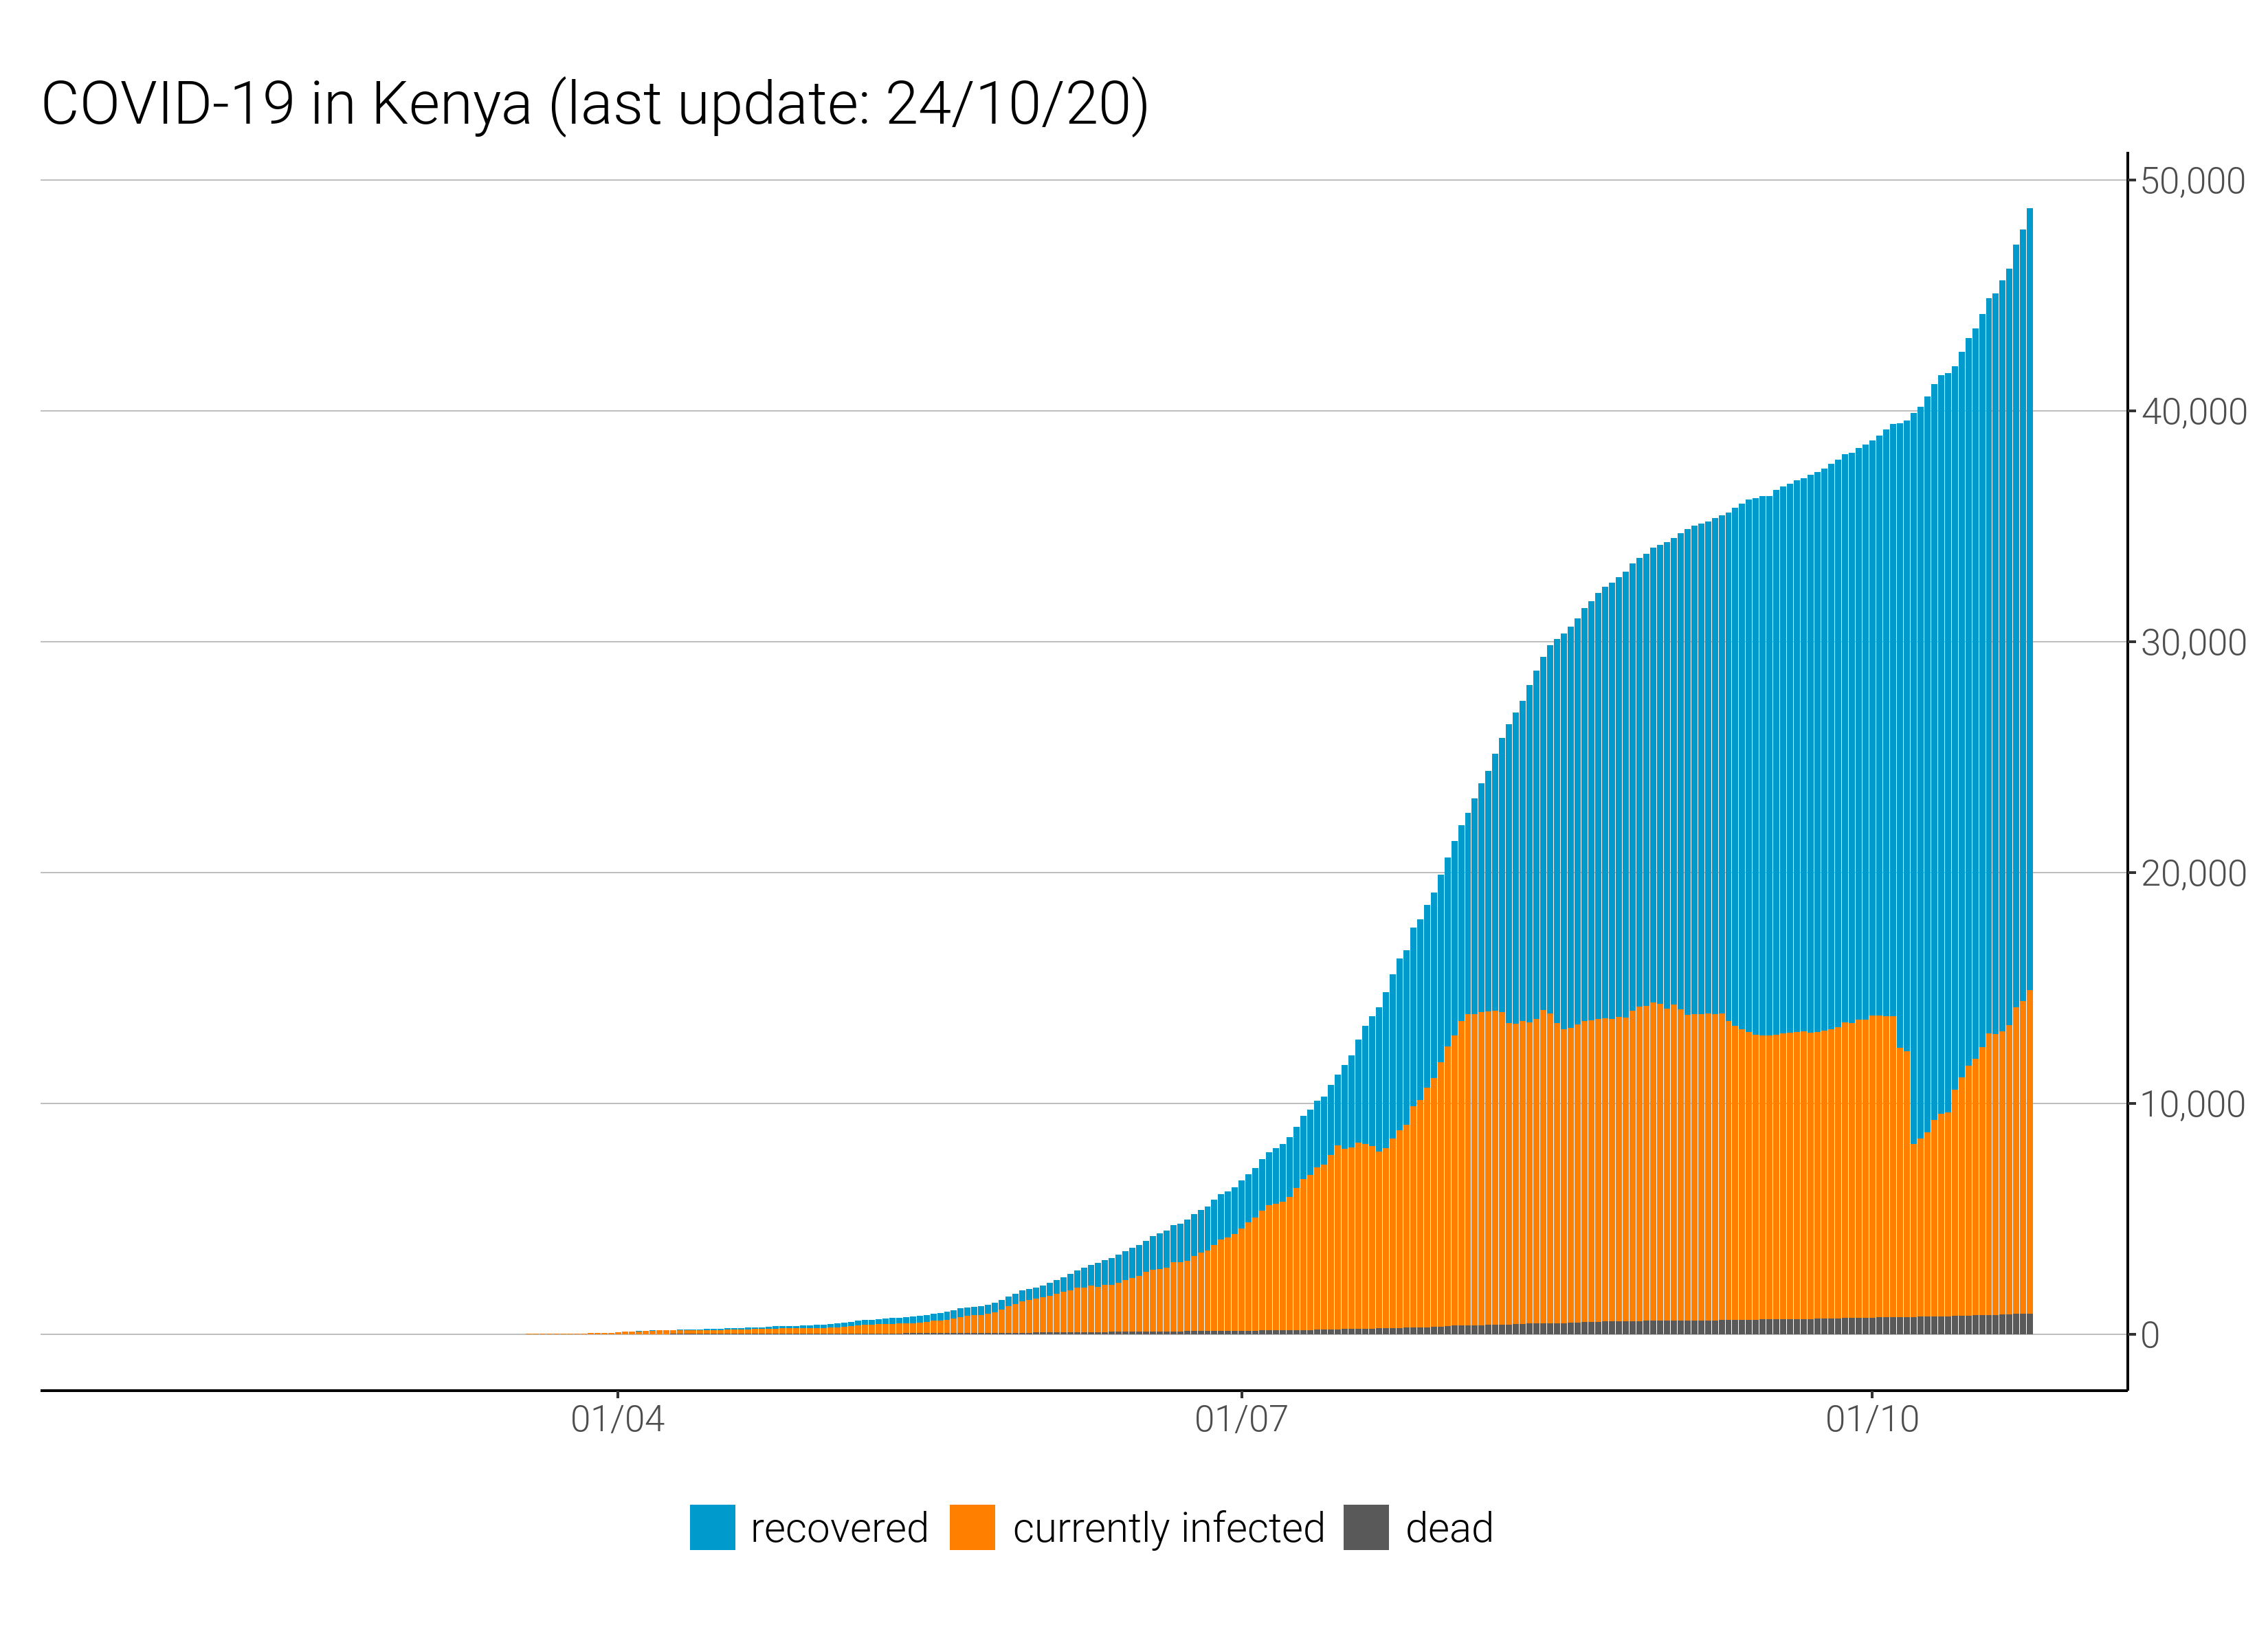 COVID-19 in Kenya (last update: 24/10/20)
50,000
40,000
30,000
20,000
10,000
0
01/04 01/07 01/10
recovered currently infected dead